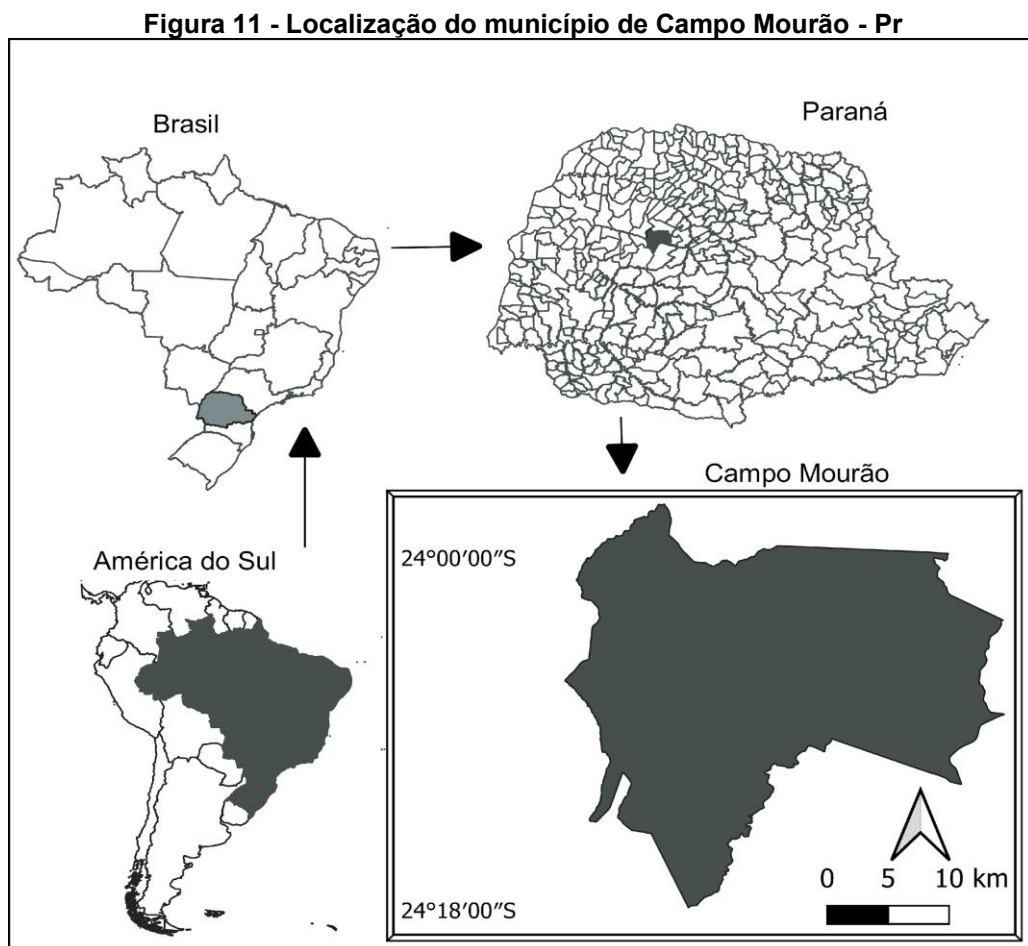 Figura 11 - Localização do município de Campo Mourão - Pr
Brasil
Paraná
América do Sul
Campo Mourão
24°00′00″S
24°18′00″S
0 5 10 km